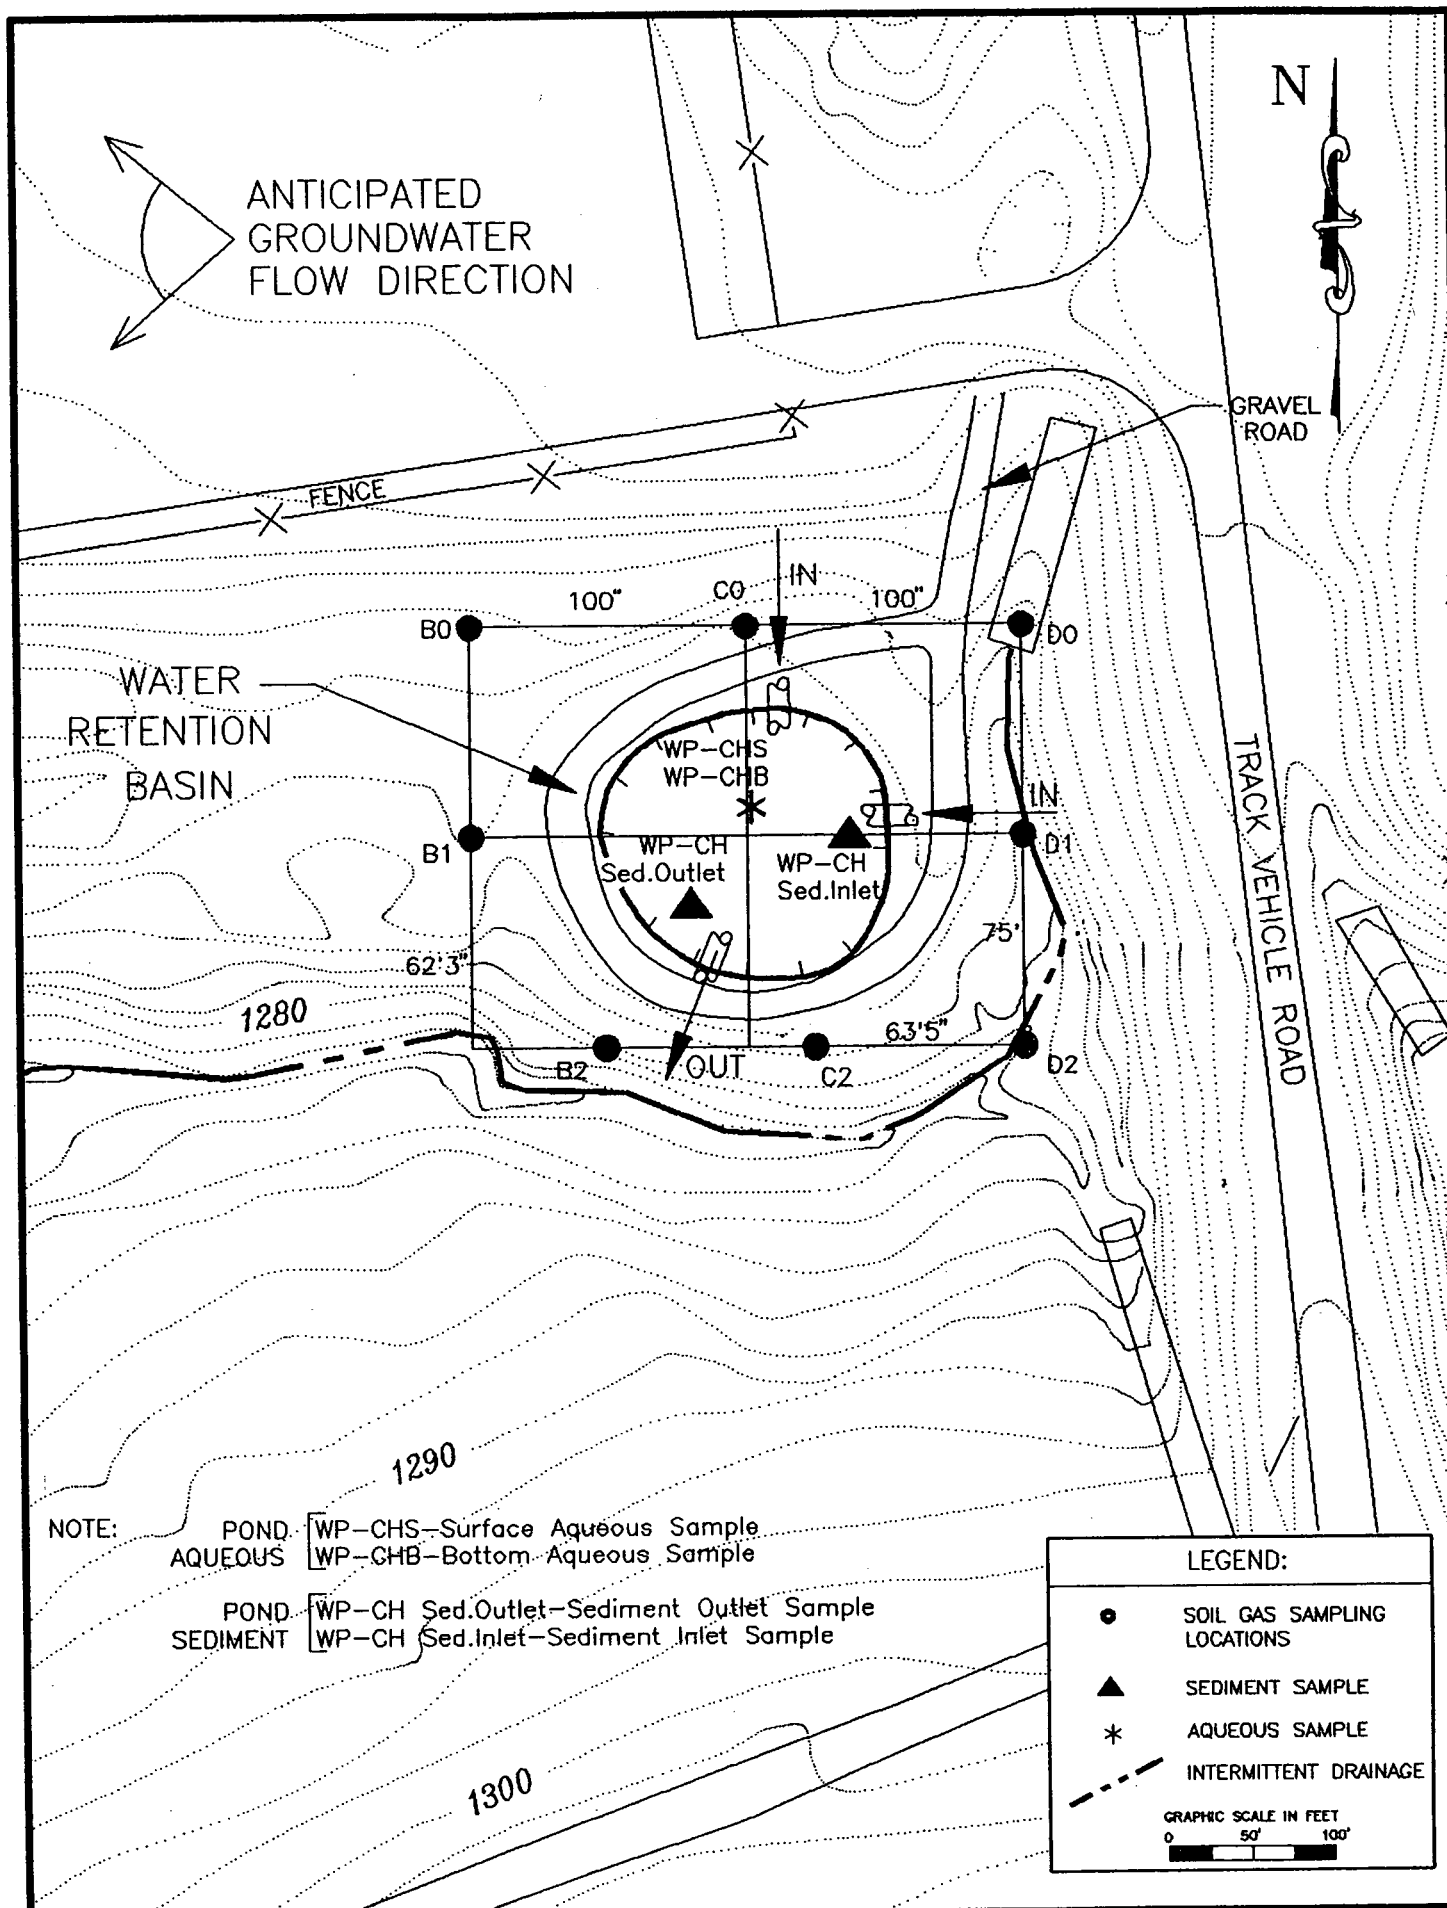 N
ANTICIPATED
GROUNDWATER
FLOW DIRECTION
GRAVEL
ROAD
FENCE
IN
C0
100"
100"
B0
D0
WATER
RETENTION
BASIN
WP-CHS
WP-CHB
IN
TRACK VEHICLE ROAD
B1
D1
WP-CH
Sed.Outlet
WP-CH
Sed.Inlet
75'
62'3"
1280
63'5"
B2
OUT
C2
D2
1290
NOTE:
POND WP-CHS-Surface Aqueous Sample
AQUEOUS WP-CHB-Bottom Aqueous Sample
POND WP-CH Sed.Outlet-Sediment Outlet Sample
SEDIMENT WP-CH Sed.Inlet-Sediment Inlet Sample
1300
LEGEND:
SOIL GAS SAMPLING
LOCATIONS
SEDIMENT SAMPLE
AQUEOUS SAMPLE
INTERMITTENT DRAINAGE
GRAPHIC SCALE IN FEET
0 50' 100'